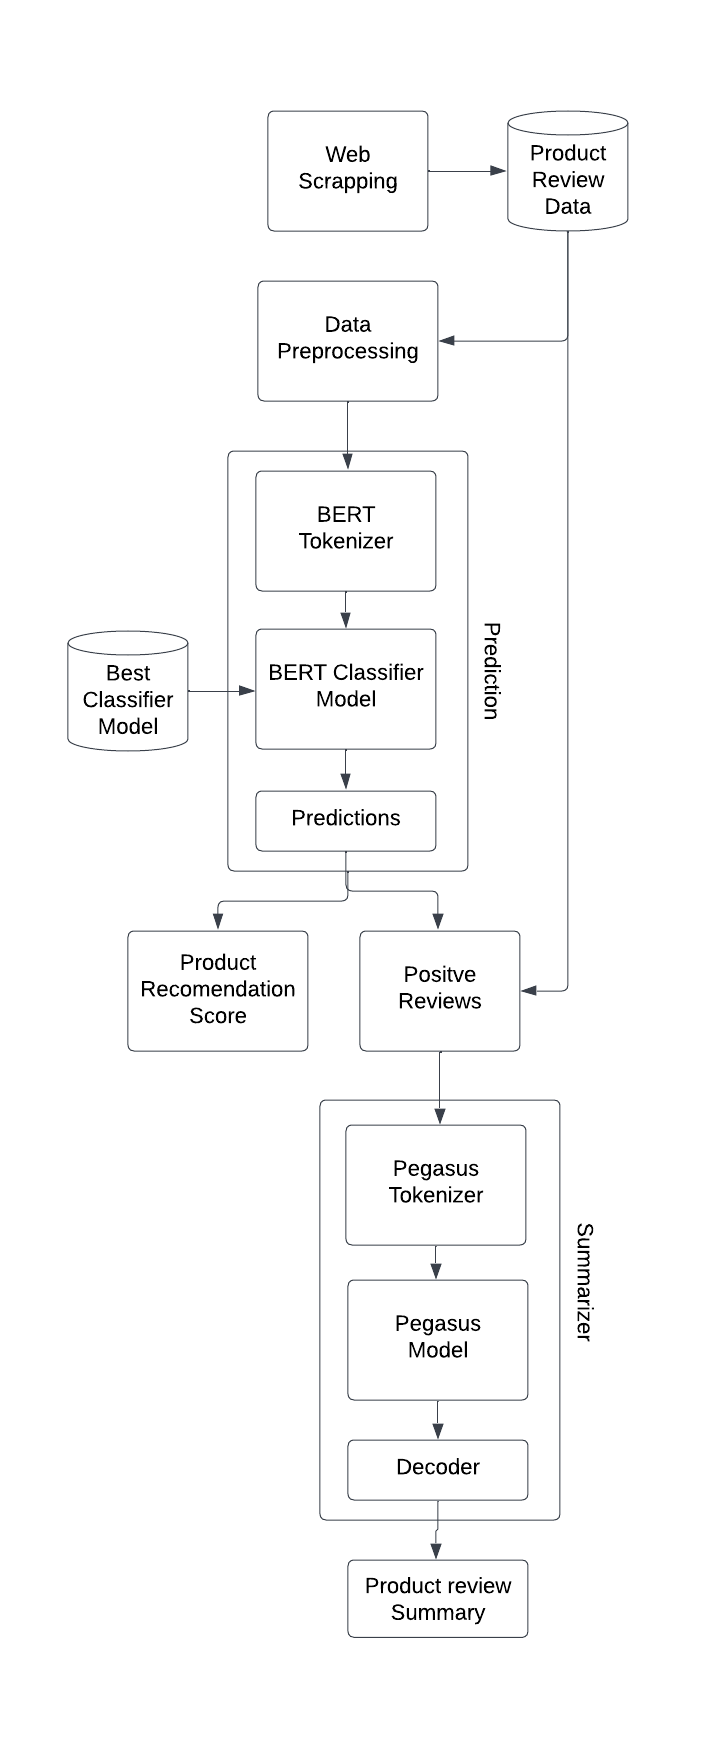 Web
Scrapping
Product
Review
Data
Data
Preprocessing
BERT
Tokenizer
Prediction
Best
Classifier
Model
BERT Classifier
Model
Predictions
Product
Recomendation
Score
Positve
Reviews
Pegasus
Tokenizer
Summarizer
Pegasus
Model
Decoder
Product review
Summary